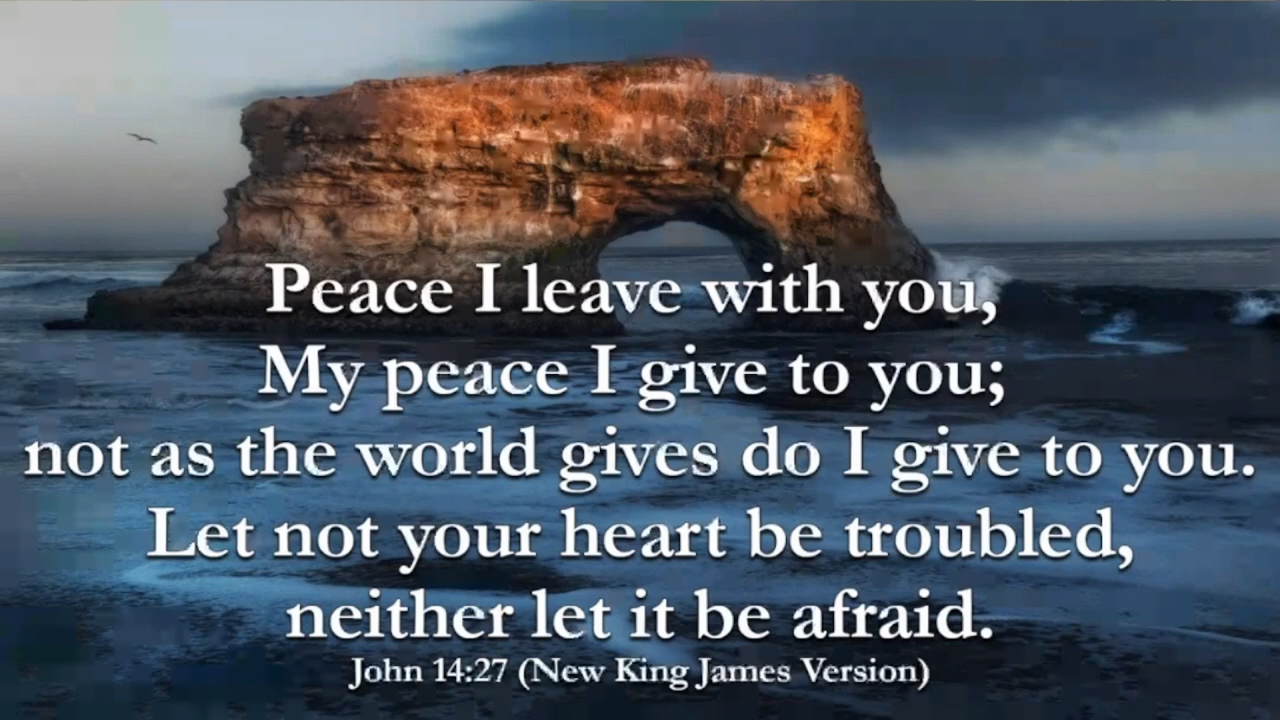 Peace I leave with you,
My peace I give to you;
not as the world gives do I give to you.
Let not your heart be troubled,
neither let it be afraid.
John 14:27 (New King James Version)